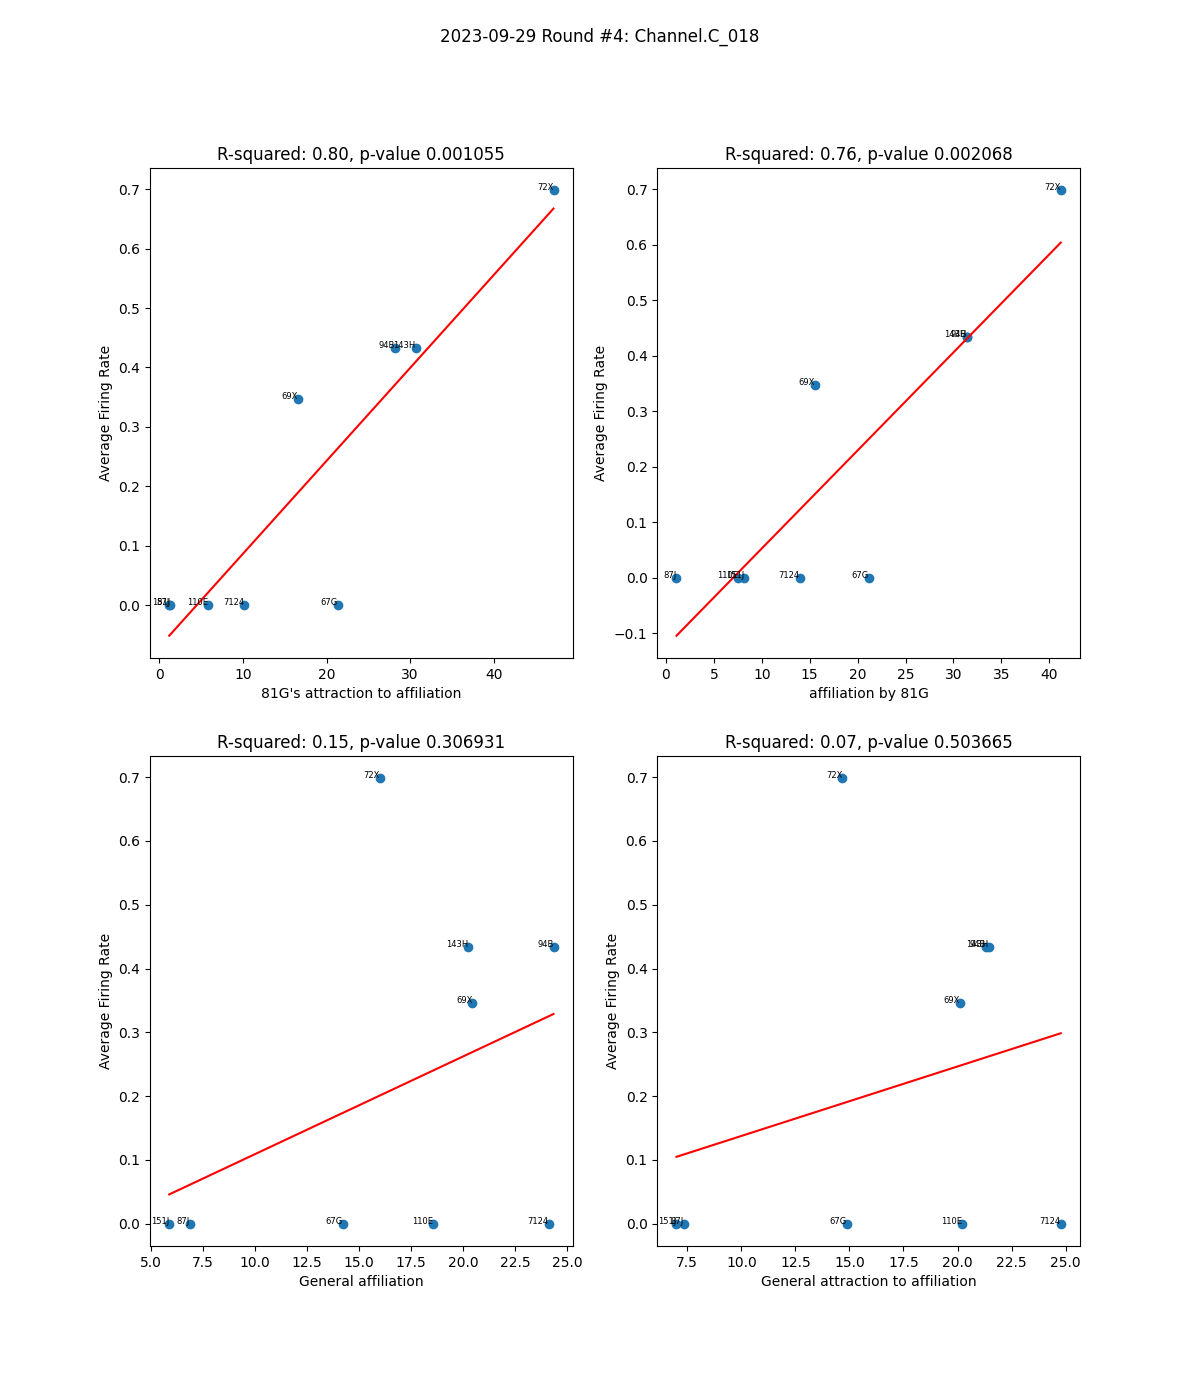 2023-09-29 Round #4: Channel.C_018
R-squared: 0.80, p-value 0.001055
0.7
0.6
0.5
0.4
0.3
0.2
0.1
0.0
Average Firing Rate
72X
94B
143H
69X
87J
110E
7124
67G
0
10
20
30
40
81G's attraction to affiliation
R-squared: 0.76, p-value 0.002068
0.7
0.6
0.5
0.4
0.3
0.2
0.1
0.0
−0.1
Average Firing Rate
72X
69X
87J
7124
67G
0
5
10
15
20
25
30
35
40
affiliation by 81G
R-squared: 0.15, p-value 0.306931
0.7
0.6
0.5
0.4
0.3
0.2
0.1
0.0
Average Firing Rate
72X
143H
94B
69X
151J
87J
67G
110E
7124
5.0
7.5
10.0
12.5
15.0
17.5
20.0
22.5
25.0
General affiliation
R-squared: 0.07, p-value 0.503665
0.7
0.6
0.5
0.4
0.3
0.2
0.1
0.0
Average Firing Rate
72X
69X
151J
87J
67G
110E
7124
7.5
10.0
12.5
15.0
17.5
20.0
22.5
25.0
General attraction to affiliation